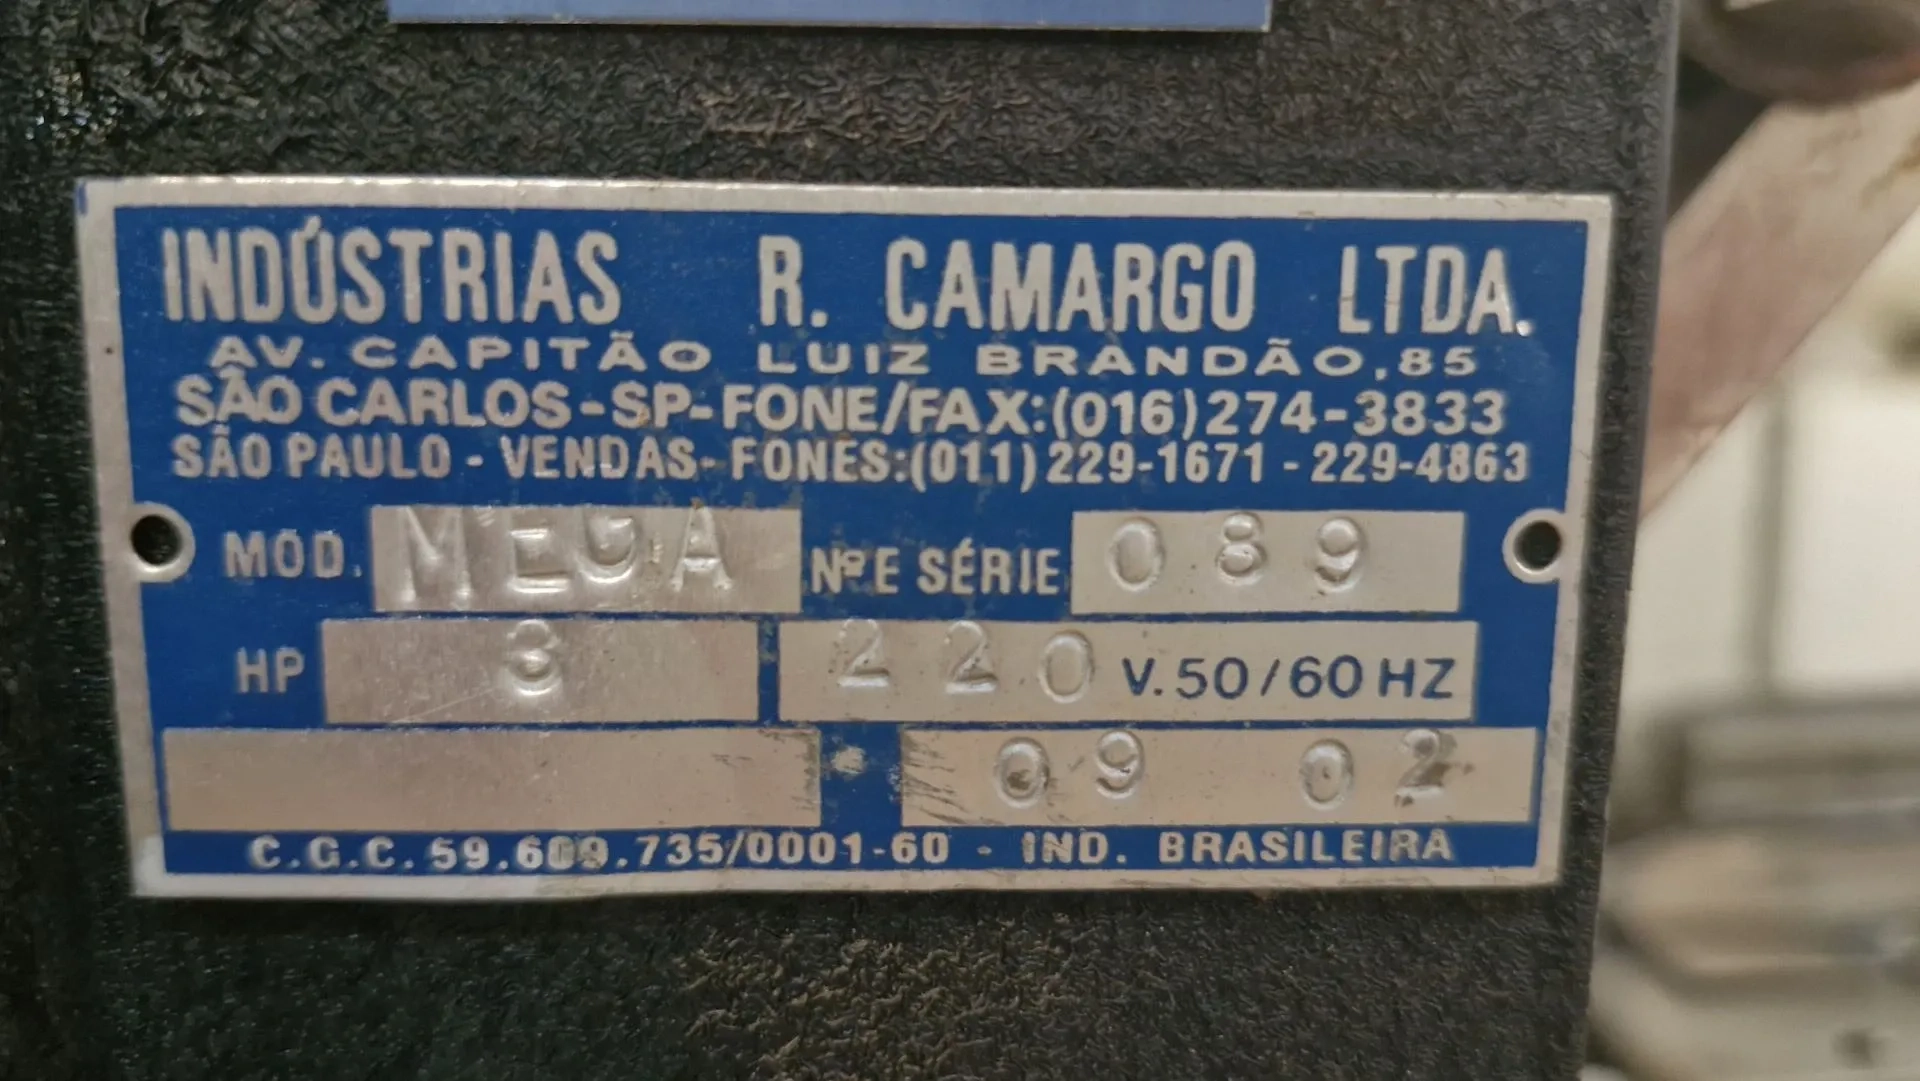 INDÚSTRIAS R. CAMARGO LTDA.
AV. CAPITÃO LUIZ BRANDÃO, 85
SÃO CARLOS - SP - FONE/FAX: (016) 274-3833
SÃO PAULO - VENDAS - FONES: (011) 229-1671 - 229-4863
MOD. MEGA Nº E SÉRIE 089
HP 3 220 V. 50/60 HZ
09 02
C.G.C. 59.609.735/0001-60 - IND. BRASILEIRA